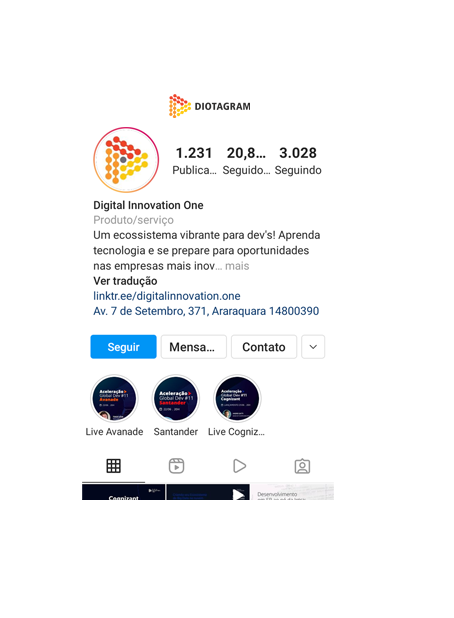 DIOTAGRAM
1.231 20,8... 3.028
Publica... Seguido... Seguindo
Digital Innovation One
Produto/serviço
Um ecossistema vibrante para dev's! Aprenda
tecnologia e se prepare para oportunidades
nas empresas mais inov... mais
Ver tradução
linktr.ee/digitalinnovation.one
Av. 7 de Setembro, 371, Araraquara 14800390
Seguir Mensa... Contato
Aceleração
Global Dev #11
Avanade
Aceleração
Global Dev #11
Santander
Aceleração
Global Dev #11
Cognizant
Live Avanade Santander Live Cogniz...
Cognizant
Desenvolvimento